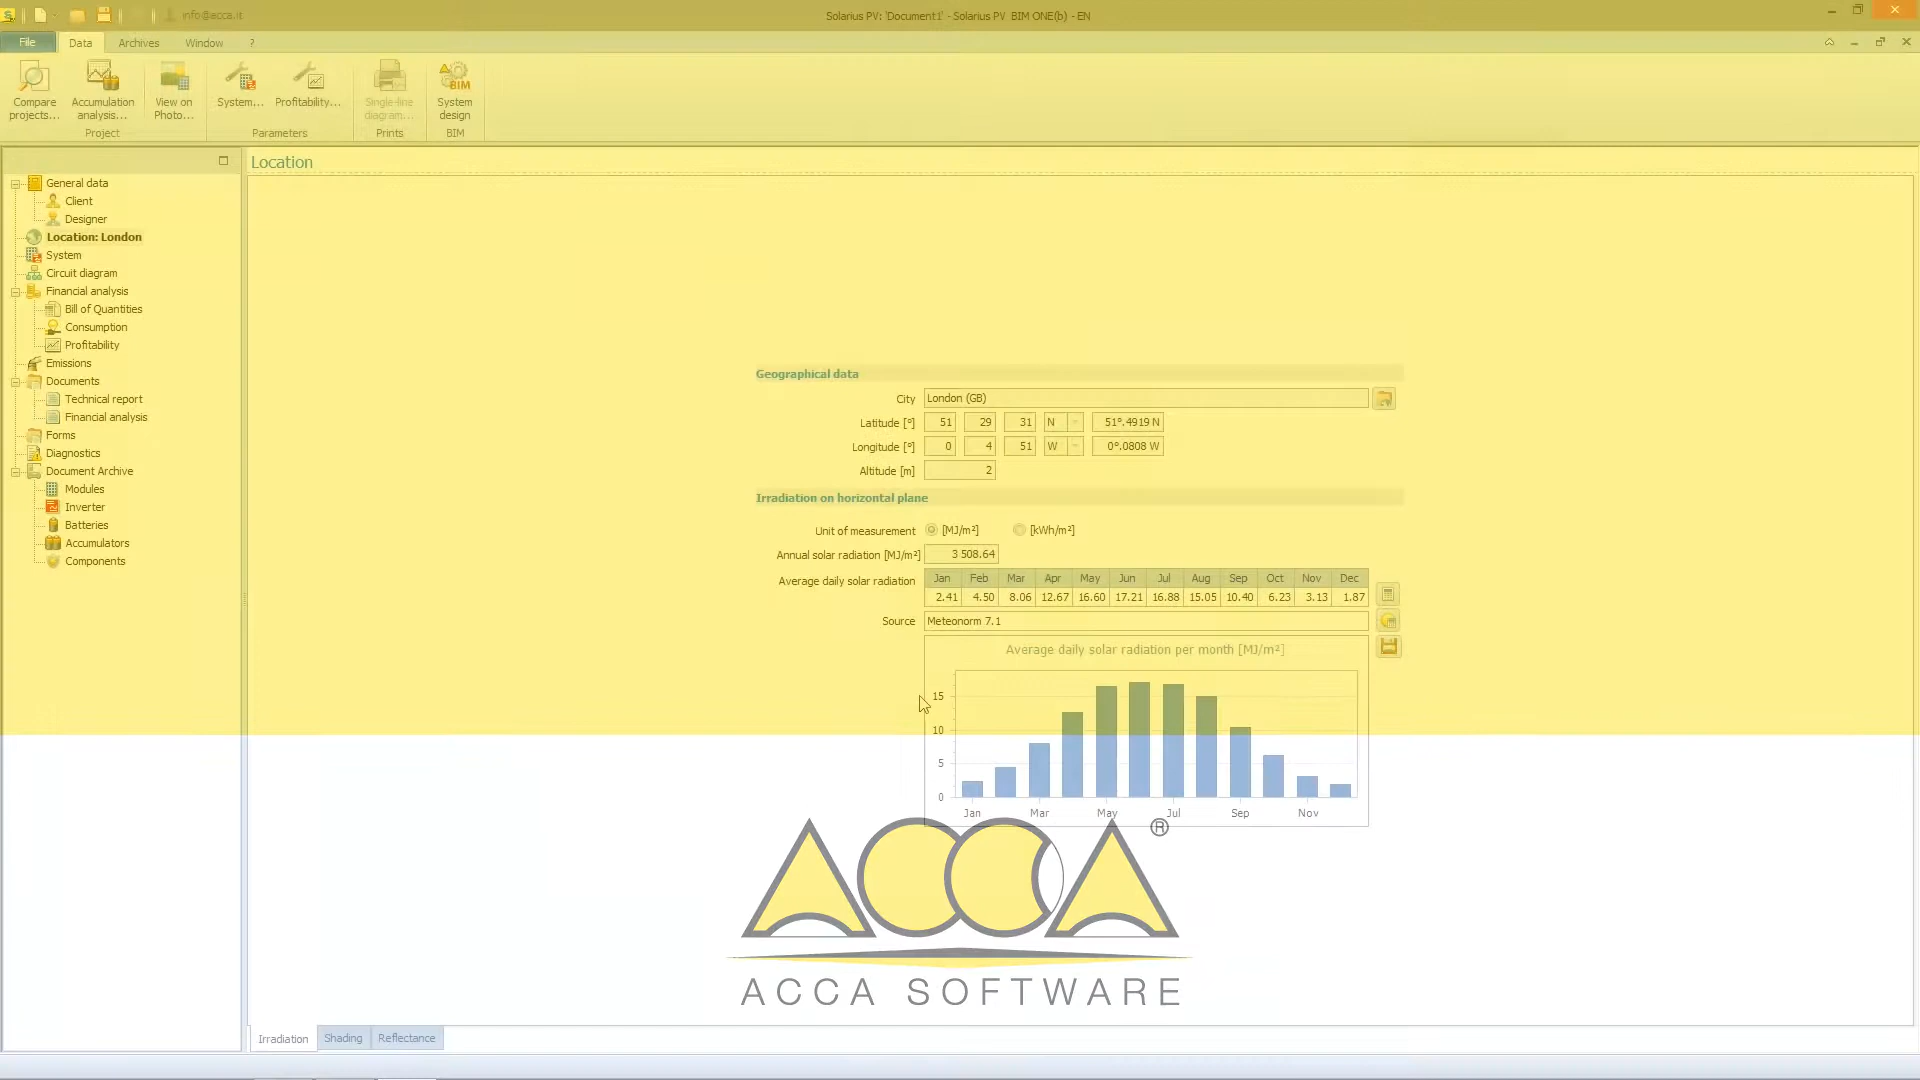 info@acca.it
Solarius PV: 'Document1' - Solarius PV BIM ONE(b) - EN
File Data Archives Window ?
Compare projects...
Accumulation analysis...
View on Photo...
System...
Profitability...
Single-line diagram...
System design
Project
Parameters
Prints
BIM
Location
General data
Client
Designer
Location: London
System
Circuit diagram
Financial analysis
Bill of Quantities
Consumption
Profitability
Emissions
Documents
Technical report
Financial analysis
Forms
Diagnostics
Document Archive
Modules
Inverter
Batteries
Accumulators
Components
Geographical data
City London (GB)
Latitude [°] 51 29 31 N 51°.4919 N
Longitude [°] 0 4 51 W 0°.0808 W
Altitude [m] 2
Irradiation on horizontal plane
Unit of measurement [MJ/m²] [kWh/m²]
Annual solar radiation [MJ/m²] 3 508.64
Average daily solar radiation
Jan Feb Mar Apr May Jun Jul Aug Sep Oct Nov Dec
2.41 4.50 8.06 12.67 16.60 17.21 16.88 15.05 10.40 6.23 3.13 1.87
Source Meteonorm 7.1
Average daily solar radiation per month [MJ/m²]
15
10
5
0
Jan Mar May Jul Sep Nov
ACCA ®
ACCA SOFTWARE
Irradiation Shading Reflectance